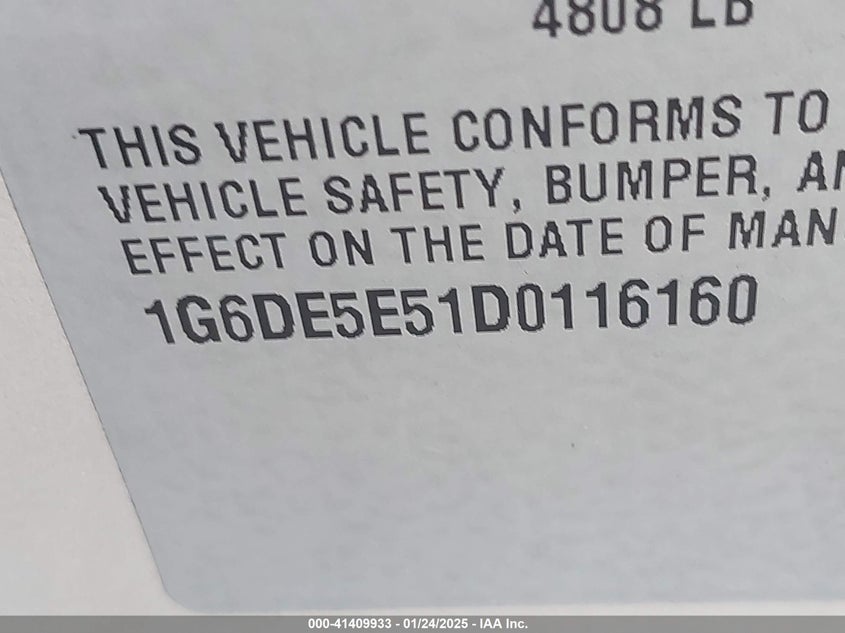 4808 LB
THIS VEHICLE CONFORMS TO
VEHICLE SAFETY, BUMPER, AN
EFFECT ON THE DATE OF MAN
1G6DE5E51D0116160
000-41409933 - 01/24/2025 - IAA Inc.